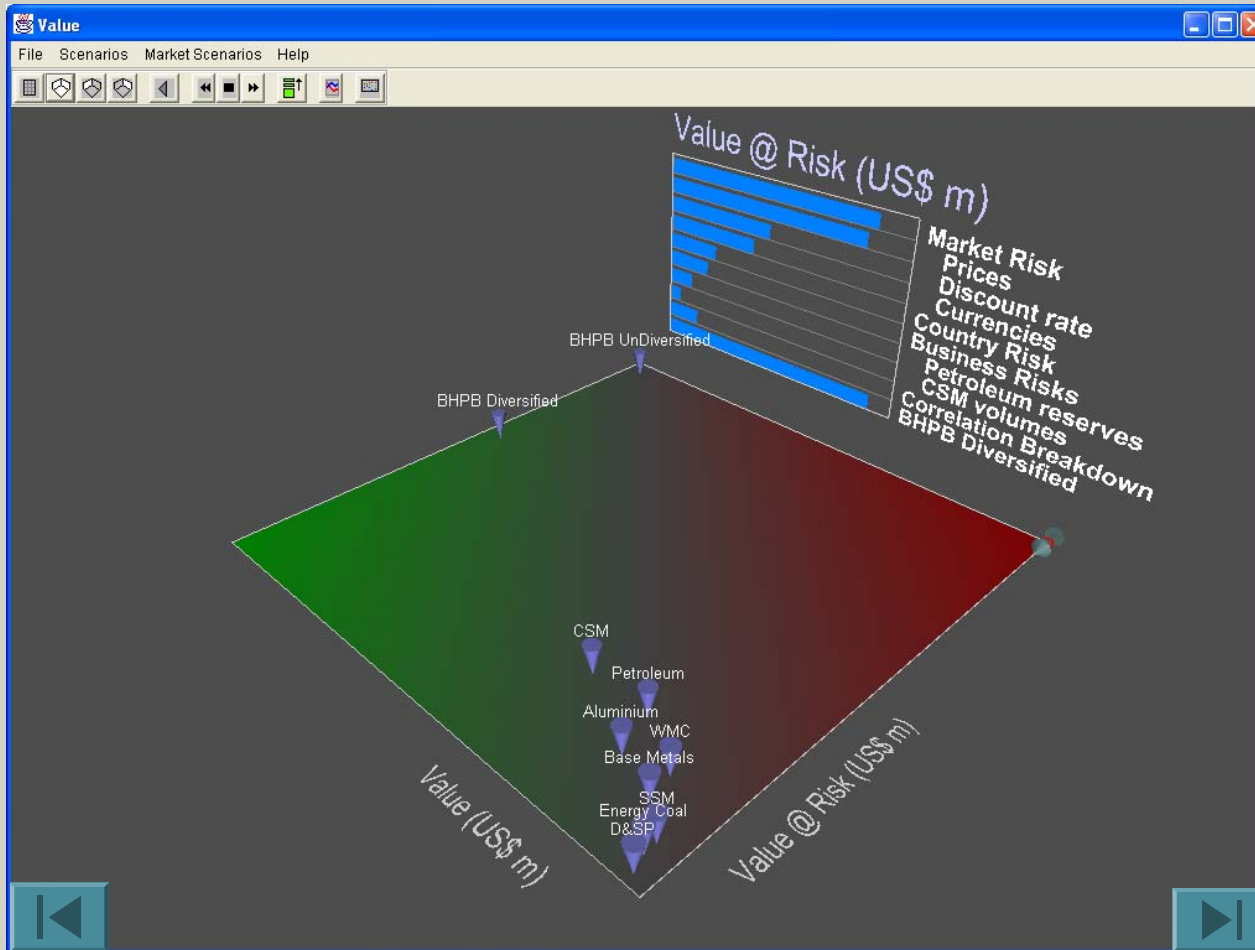 Value
File Scenarios Market Scenarios Help
Value @ Risk (US$ m)
Market Risk
Prices
Discount rate
Currencies
Country Risk
Business Risks
Petroleum reserves
CSM volumes
Correlation Breakdown
BHPB Diversified
BHPB UnDiversified
BHPB Diversified
CSM
Petroleum
Aluminium
WMC
Base Metals
SSM
Energy Coal
D&SP
Value (US$ m)
Value @ Risk (US$ m)